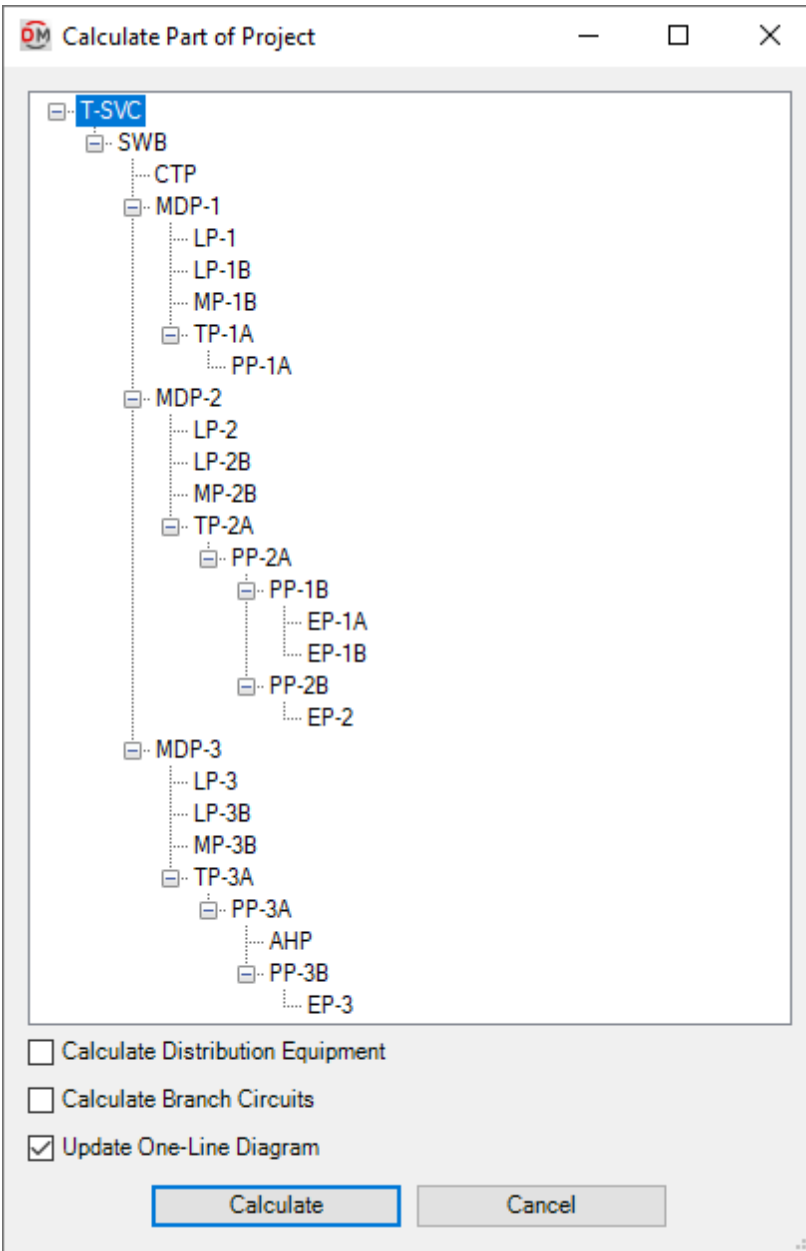 DM Calculate Part of Project
T-SVC
SWB
CTP
MDP-1
LP-1
LP-1B
MP-1B
TP-1A
PP-1A
MDP-2
LP-2
LP-2B
MP-2B
TP-2A
PP-2A
PP-1B
EP-1A
EP-1B
PP-2B
EP-2
MDP-3
LP-3
LP-3B
MP-3B
TP-3A
PP-3A
AHP
PP-3B
EP-3
Calculate Distribution Equipment
Calculate Branch Circuits
Update One-Line Diagram
Calculate Cancel